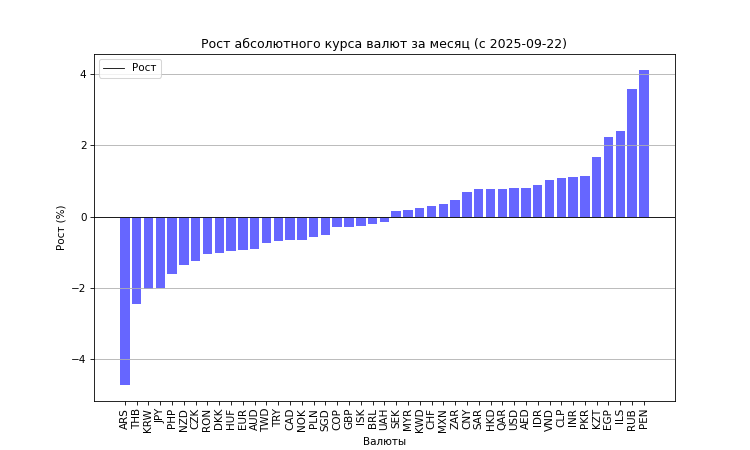 Рост абсолютного курса валют за месяц (с 2025-09-22)
Рост
4
2
0
−2
−4
Рост (%)
ARS THB KRW JPY PHP NZD CZK RON DKK HUF EUR AUD TWD TRY CAD NOK PLN SGD COP GBP ISK BRL UAH SEK MYR KWD CHF MXN ZAR CNY SAR HKD QAR USD AED IDR VND CLP INR PKR KZT EGP ILS RUB PEN
Валюты